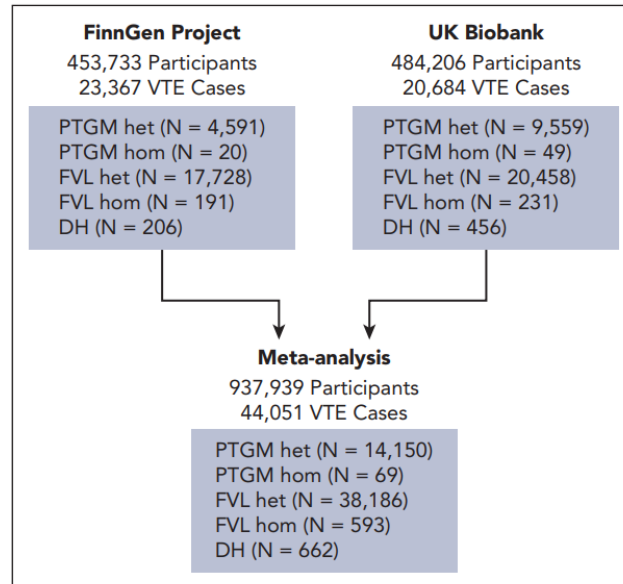 FinnGen Project
453,733 Participants
23,367 VTE Cases
PTGM het (N = 4,591)
PTGM hom (N = 20)
FVL het (N = 17,728)
FVL hom (N = 191)
DH (N = 206)
UK Biobank
484,206 Participants
20,684 VTE Cases
PTGM het (N = 9,559)
PTGM hom (N = 49)
FVL het (N = 20,458)
FVL hom (N = 231)
DH (N = 456)
Meta-analysis
937,939 Participants
44,051 VTE Cases
PTGM het (N = 14,150)
PTGM hom (N = 69)
FVL het (N = 38,186)
FVL hom (N = 593)
DH (N = 662)